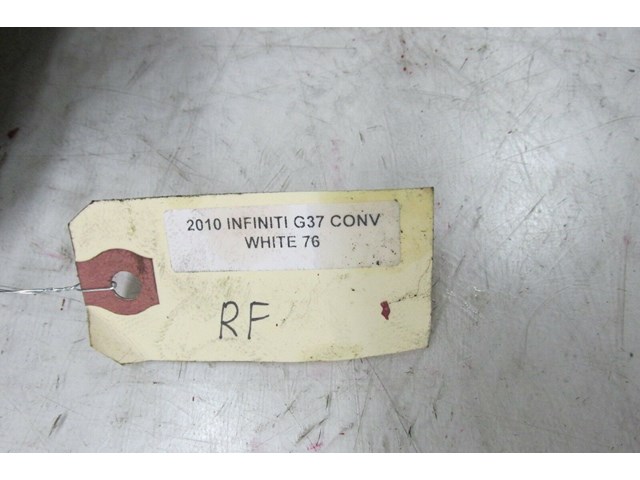 2010 INFINITI G37 CONV
WHITE 76
RF